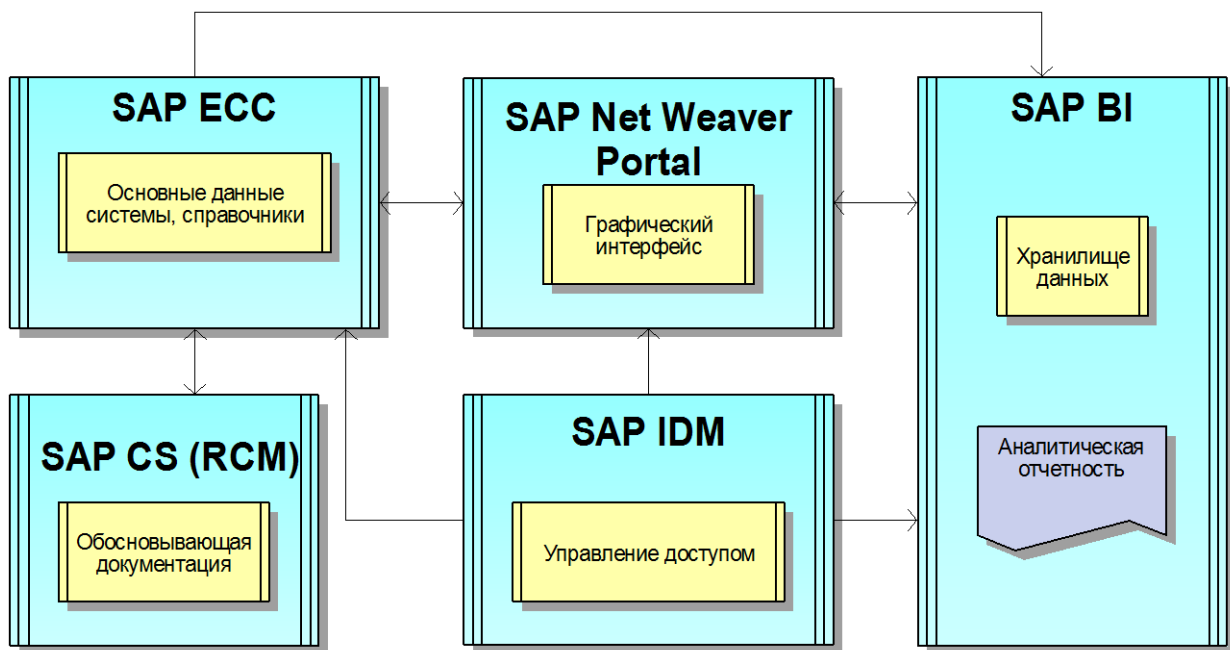 SAP ECC
Основные данные
системы, справочники
SAP Net Weaver
Portal
Графический
интерфейс
SAP BI
Хранилище
данных
Аналитическая
отчетность
SAP CS (RCM)
Обосновывающая
документация
SAP IDM
Управление доступом